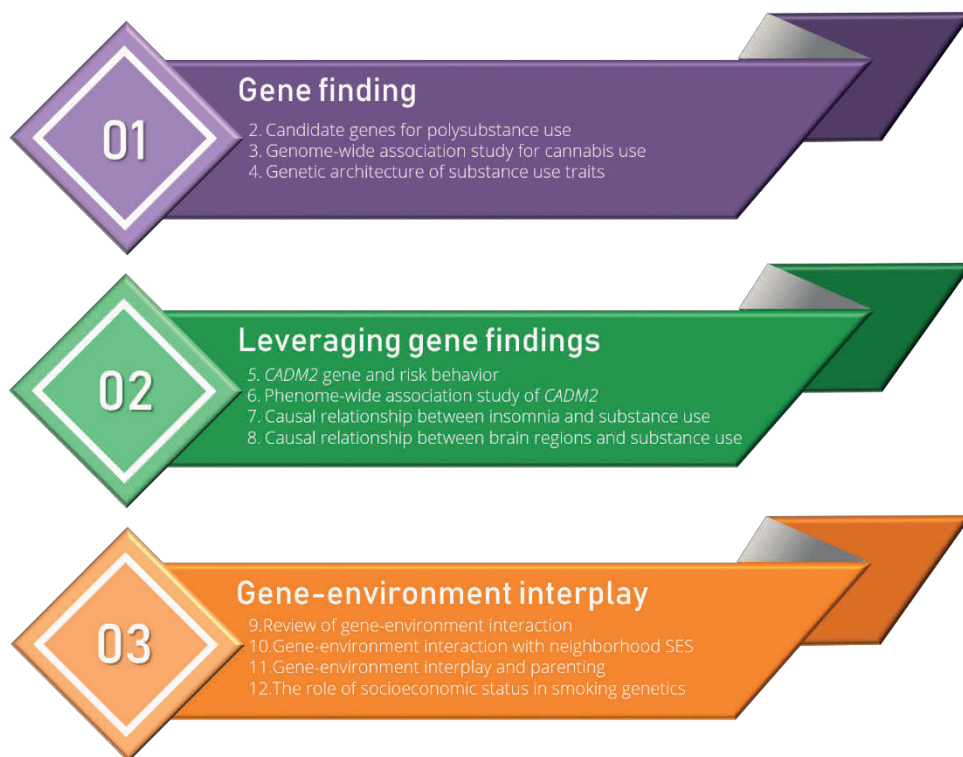 01
Gene finding
2. Candidate genes for polysubstance use
3. Genome-wide association study for cannabis use
4. Genetic architecture of substance use traits
02
Leveraging gene findings
5. CADM2 gene and risk behavior
6. Phenome-wide association study of CADM2
7. Causal relationship between insomnia and substance use
8. Causal relationship between brain regions and substance use
03
Gene-environment interplay
9.Review of gene-environment interaction
10.Gene-environment interaction with neighborhood SES
11.Gene-environment interplay and parenting
12.The role of socioeconomic status in smoking genetics